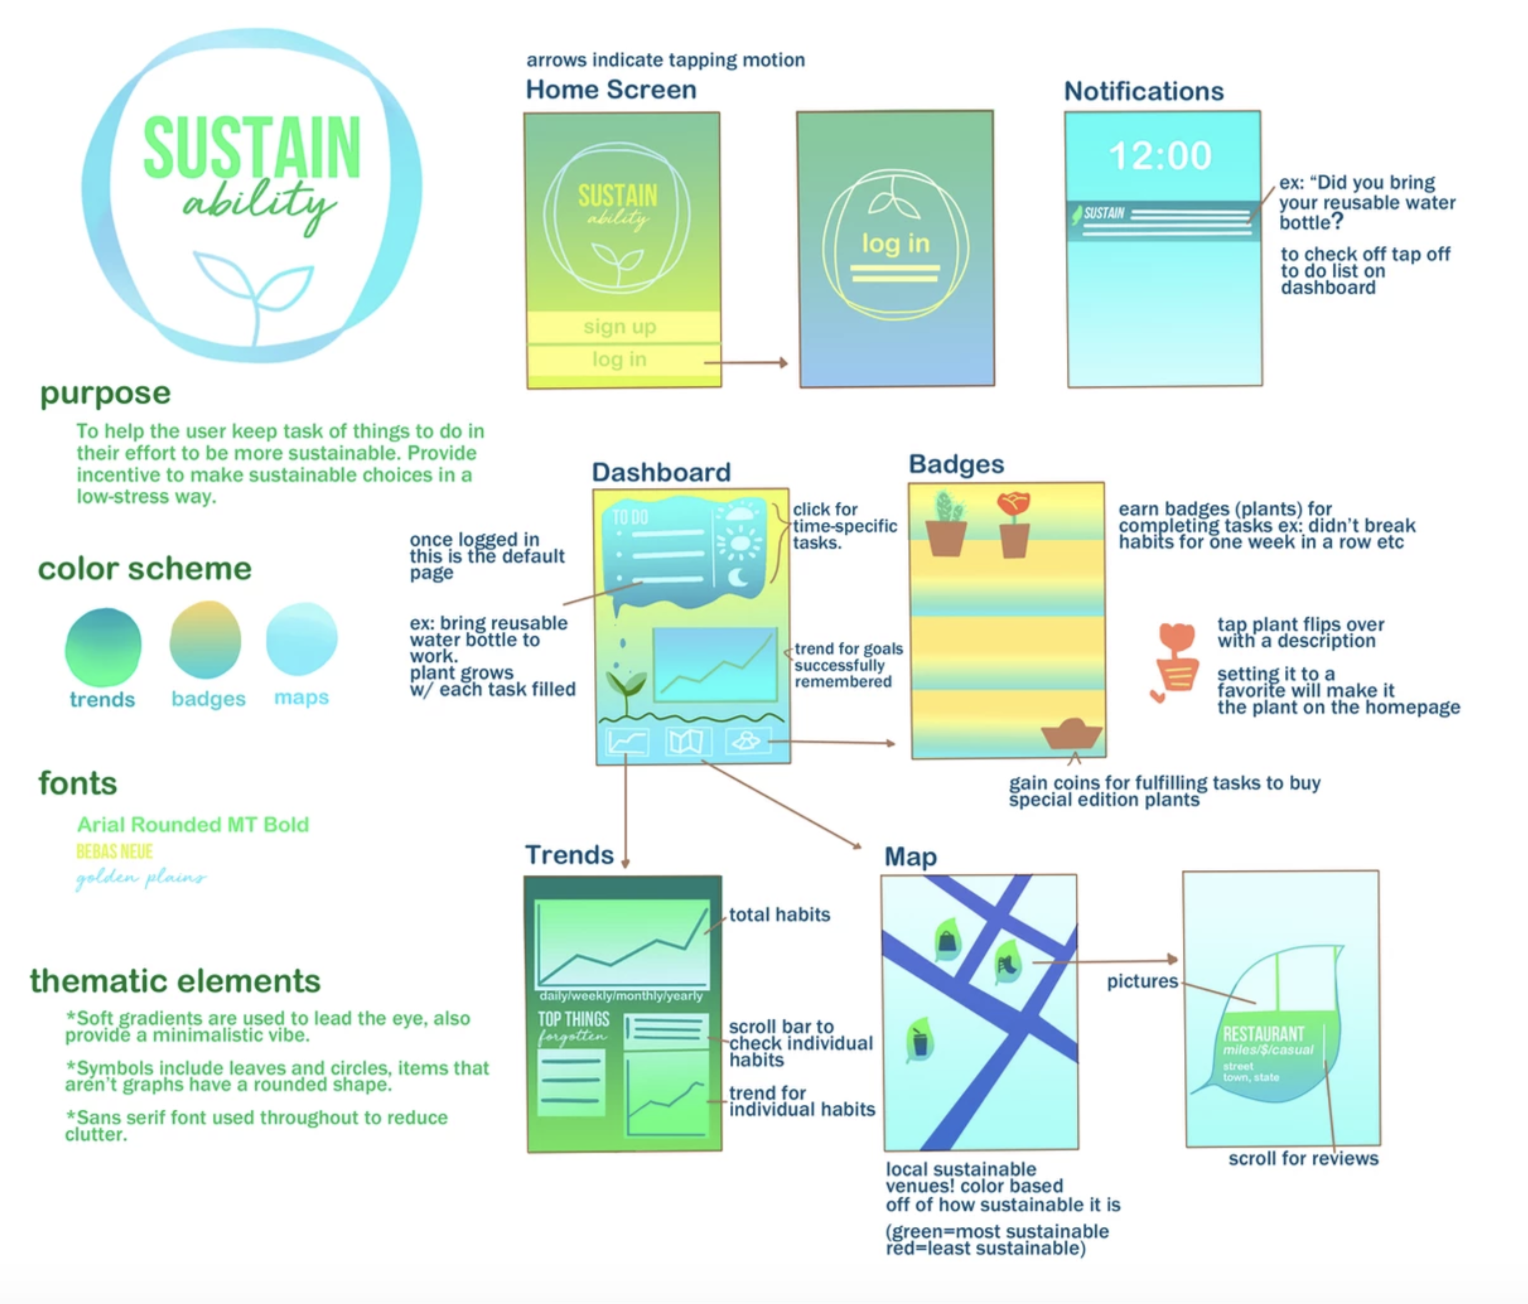 SUSTAIN
ability
purpose
To help the user keep task of things to do in
their effort to be more sustainable. Provide
incentive to make sustainable choices in a
low-stress way.
color scheme
trends
badges
maps
fonts
Arial Rounded MT Bold
BEBAS NEUE
golden plains
thematic elements
*Soft gradients are used to lead the eye, also
provide a minimalistic vibe.
*Symbols include leaves and circles, items that
aren't graphs have a rounded shape.
*Sans serif font used throughout to reduce
clutter.
arrows indicate tapping motion
Home Screen
SUSTAIN
ability
sign up
log in
log in
Notifications
12:00
SUSTAIN
ex: “Did you bring
your reusable water
bottle?
to check off tap off
to do list on
dashboard
Dashboard
once logged in
this is the default
page
ex: bring reusable
water bottle to
work.
plant grows
w/ each task filled
TO DO
click for
time-specific
tasks.
trend for goals
successfully
remembered
Badges
earn badges (plants) for
completing tasks ex: didn't break
habits for one week in a row etc
tap plant flips over
with a description
setting it to a
favorite will make it
the plant on the homepage
gain coins for fulfilling tasks to buy
special edition plants
Trends
total habits
daily/weekly/monthly/yearly
TOP THINGS
forgotten
scroll bar to
check individual
habits
trend for
individual habits
Map
local sustainable
venues! color based
off of how sustainable it is
(green=most sustainable
red=least sustainable)
pictures
RESTAURANT
miles/$/casual
street
town, state
scroll for reviews